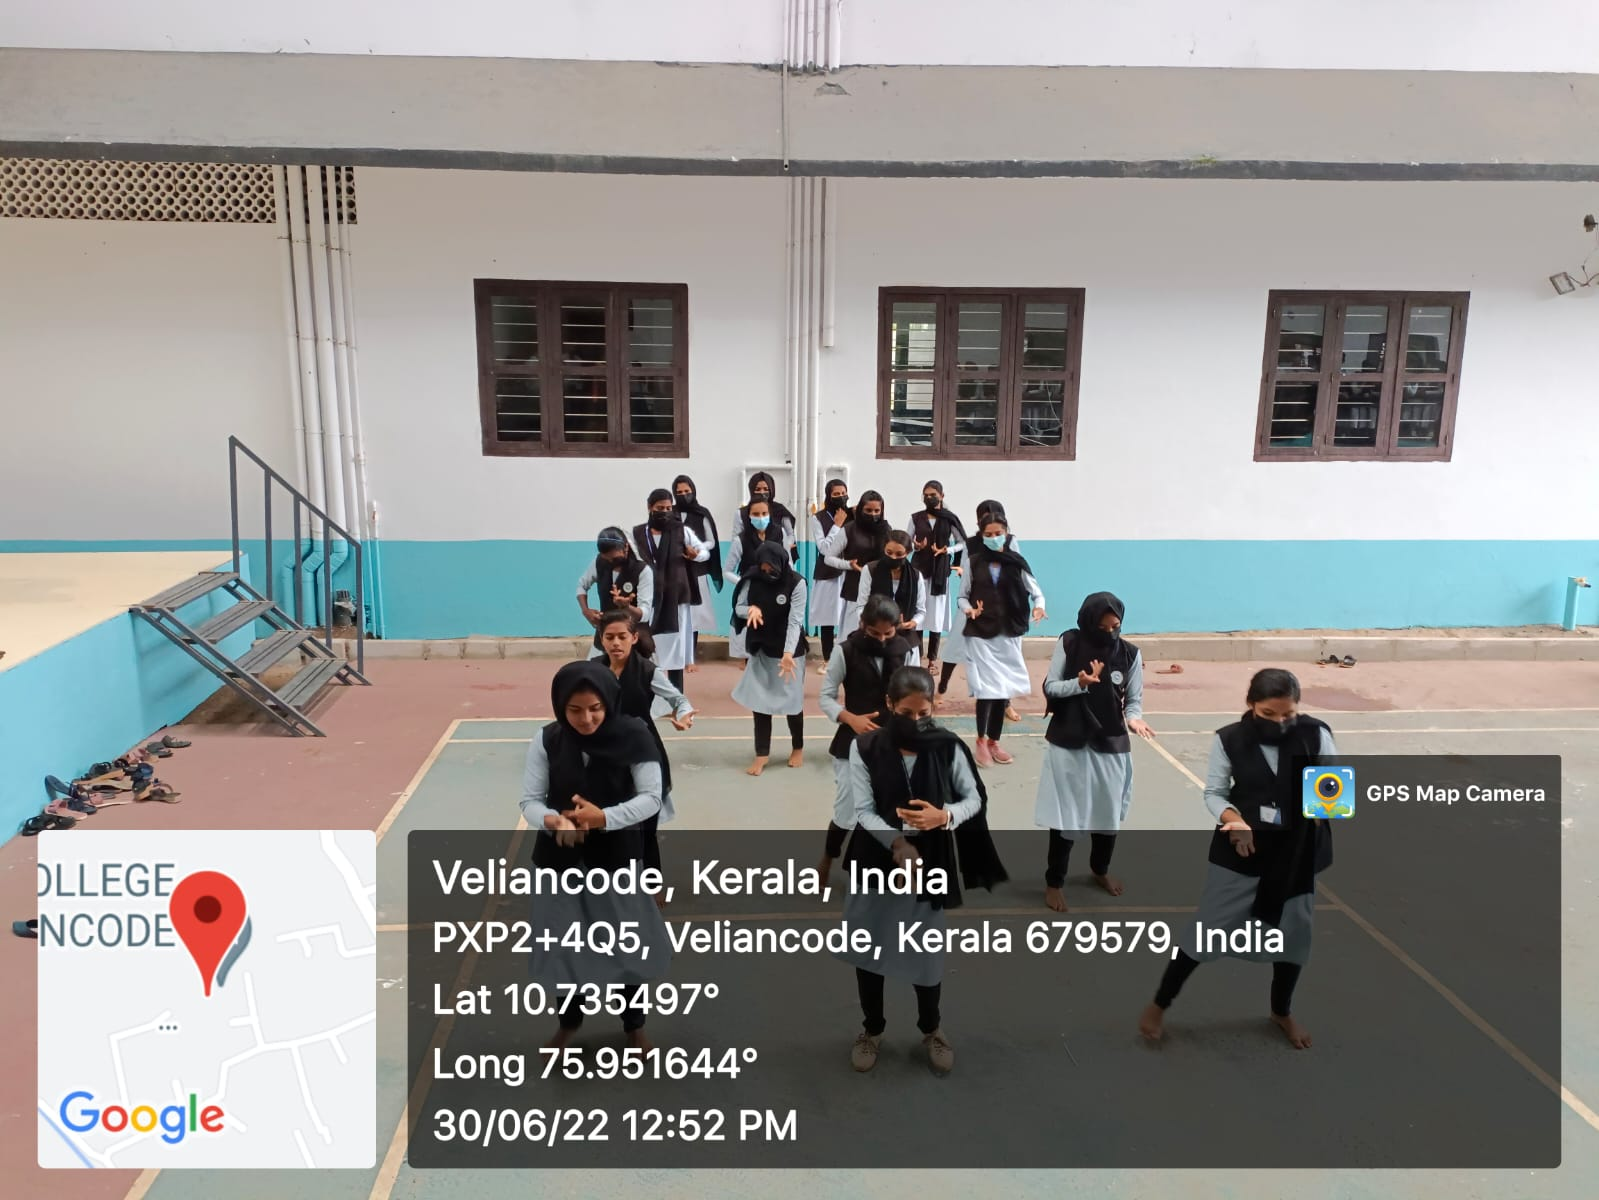 GPS Map Camera
OLLEGE
NCODE
Google
Veliancode, Kerala, India
PXP2+4Q5, Veliancode, Kerala 679579, India
Lat 10.735497°
Long 75.951644°
30/06/22 12:52 PM